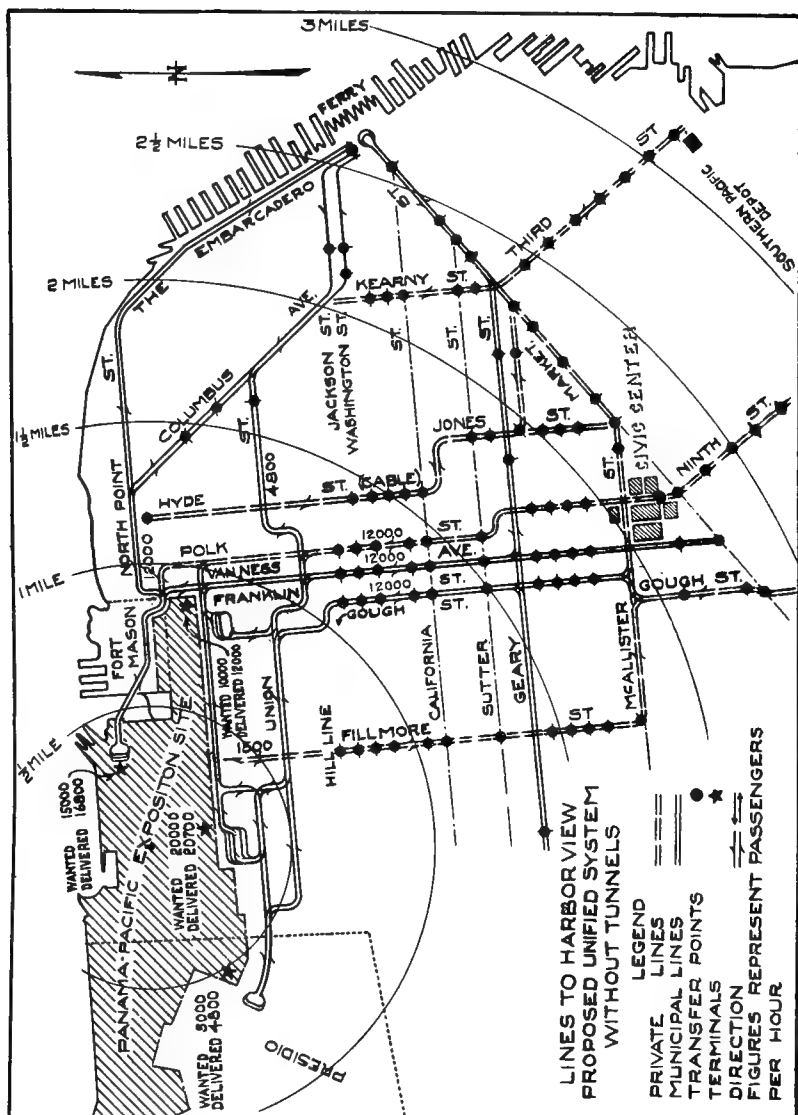 3 MILES
N
FERRY
2½ MILES
THE EMBARCADERO
ST.
THIRD ST
SOUTHERN PACIFIC
DEPOT
2 MILES
KEARNY ST.
COLUMBUS AVE.
JACKSON ST.
WASHINGTON ST.
ST.
ST.
ST.
MARKET
CIVIC CENTER
1½ MILES
NORTH POINT ST.
ST.
4800
JONES ST.
HYDE ST (CABLE)
NINTH ST.
ST.
2000
POLK 12000 ST.
VAN NESS 12000 AVE.
FRANKLIN 12000 ST.
GOUGH ST.
GOUGH ST.
1 MILE
FORT
MASON
WANTED 10000
DELIVERED 12000
UNION
CALIFORNIA
SUTTER
GEARY
McALLISTER
1500
HILL LINE
FILLMORE ST
½ MILE
WANTED 15000
DELIVERED 16800
PANAMA-PACIFIC EXPOSITON SITE
WANTED 20000
DELIVERED 20700
WANTED 5000
DELIVERED 4800
PRESIDIO
LINES TO HARBOR VIEW
PROPOSED UNIFIED SYSTEM
WITHOUT TUNNELS
LEGEND
PRIVATE LINES
MUNICIPAL LINES
TRANSFER POINTS
TERMINALS
DIRECTION
FIGURES REPRESENT PASSENGERS
PER HOUR